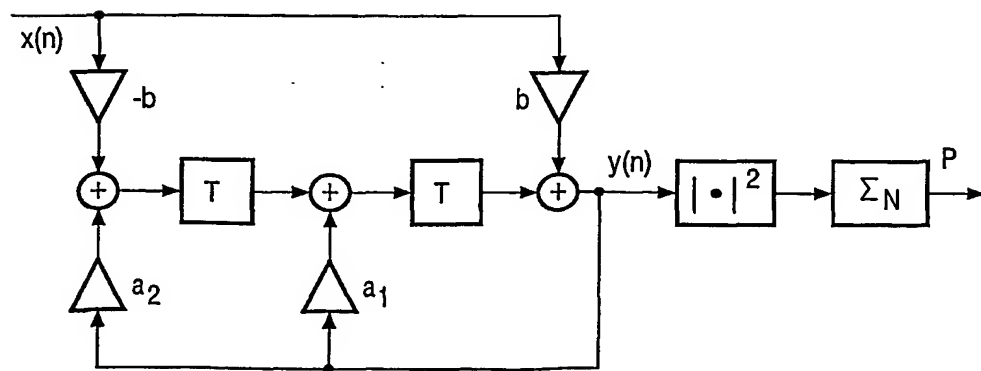 x(n)
-b
b
y(n)
P
+
T
+
T
+
| • | ²
Σ_N
a₂
a₁